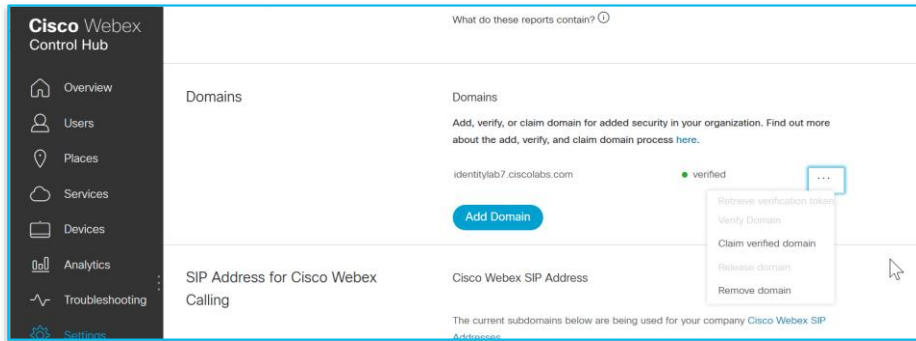 Cisco Webex
Control Hub
Overview
Users
Places
Services
Devices
Analytics
Troubleshooting
Settings
What do these reports contain?
Domains
Domains
Add, verify, or claim domain for added security in your organization. Find out more
about the add, verify, and claim domain process here.
identitylab7.ciscolabs.com
verified
...
Retrieve verification token
Verify Domain
Claim verified domain
Release domain
Remove domain
Add Domain
SIP Address for Cisco Webex
Calling
Cisco Webex SIP Address
The current subdomains below are being used for your company Cisco Webex SIP
Addresses